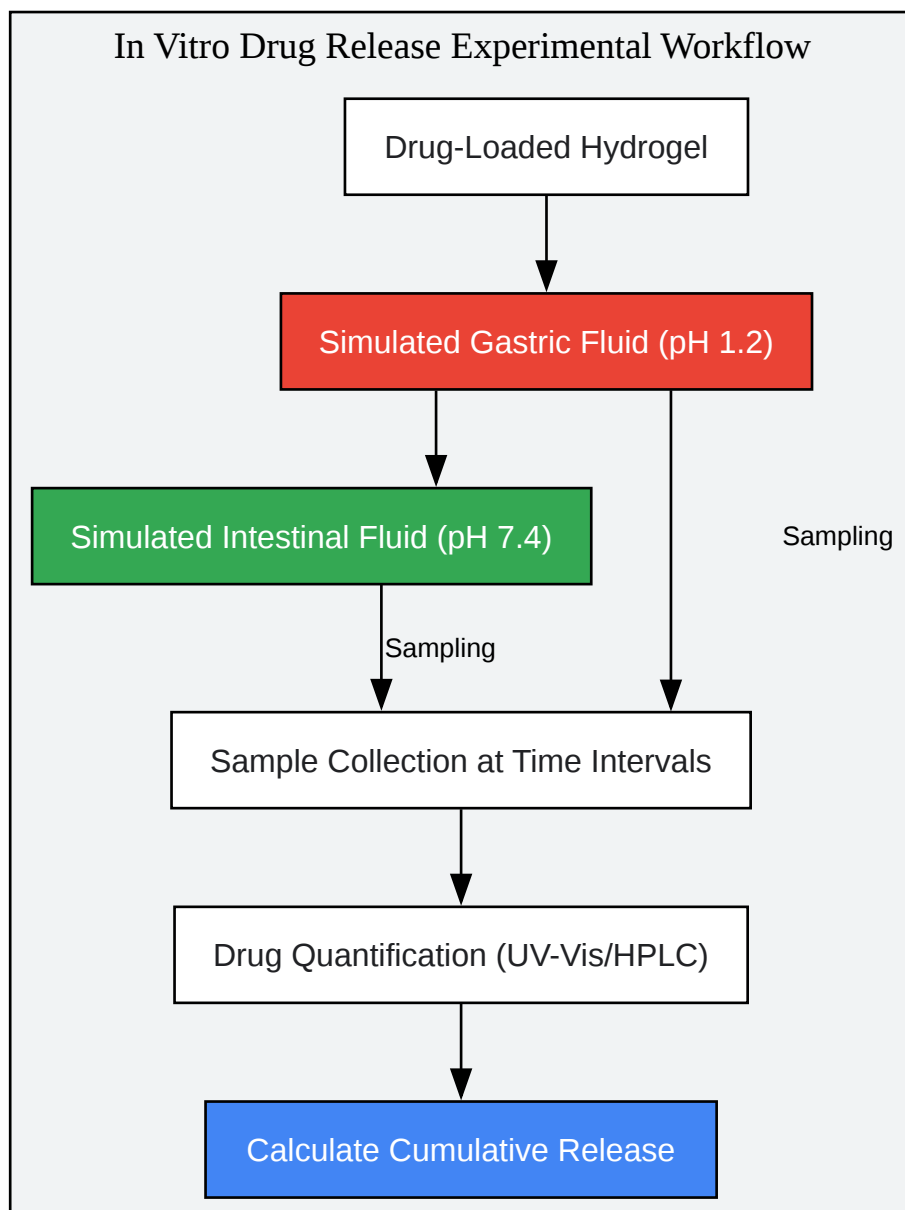 In Vitro Drug Release Experimental Workflow
Drug-Loaded Hydrogel
Simulated Gastric Fluid (pH 1.2)
Simulated Intestinal Fluid (pH 7.4)
Sampling
Sampling
Sample Collection at Time Intervals
Drug Quantification (UV-Vis/HPLC)
Calculate Cumulative Release